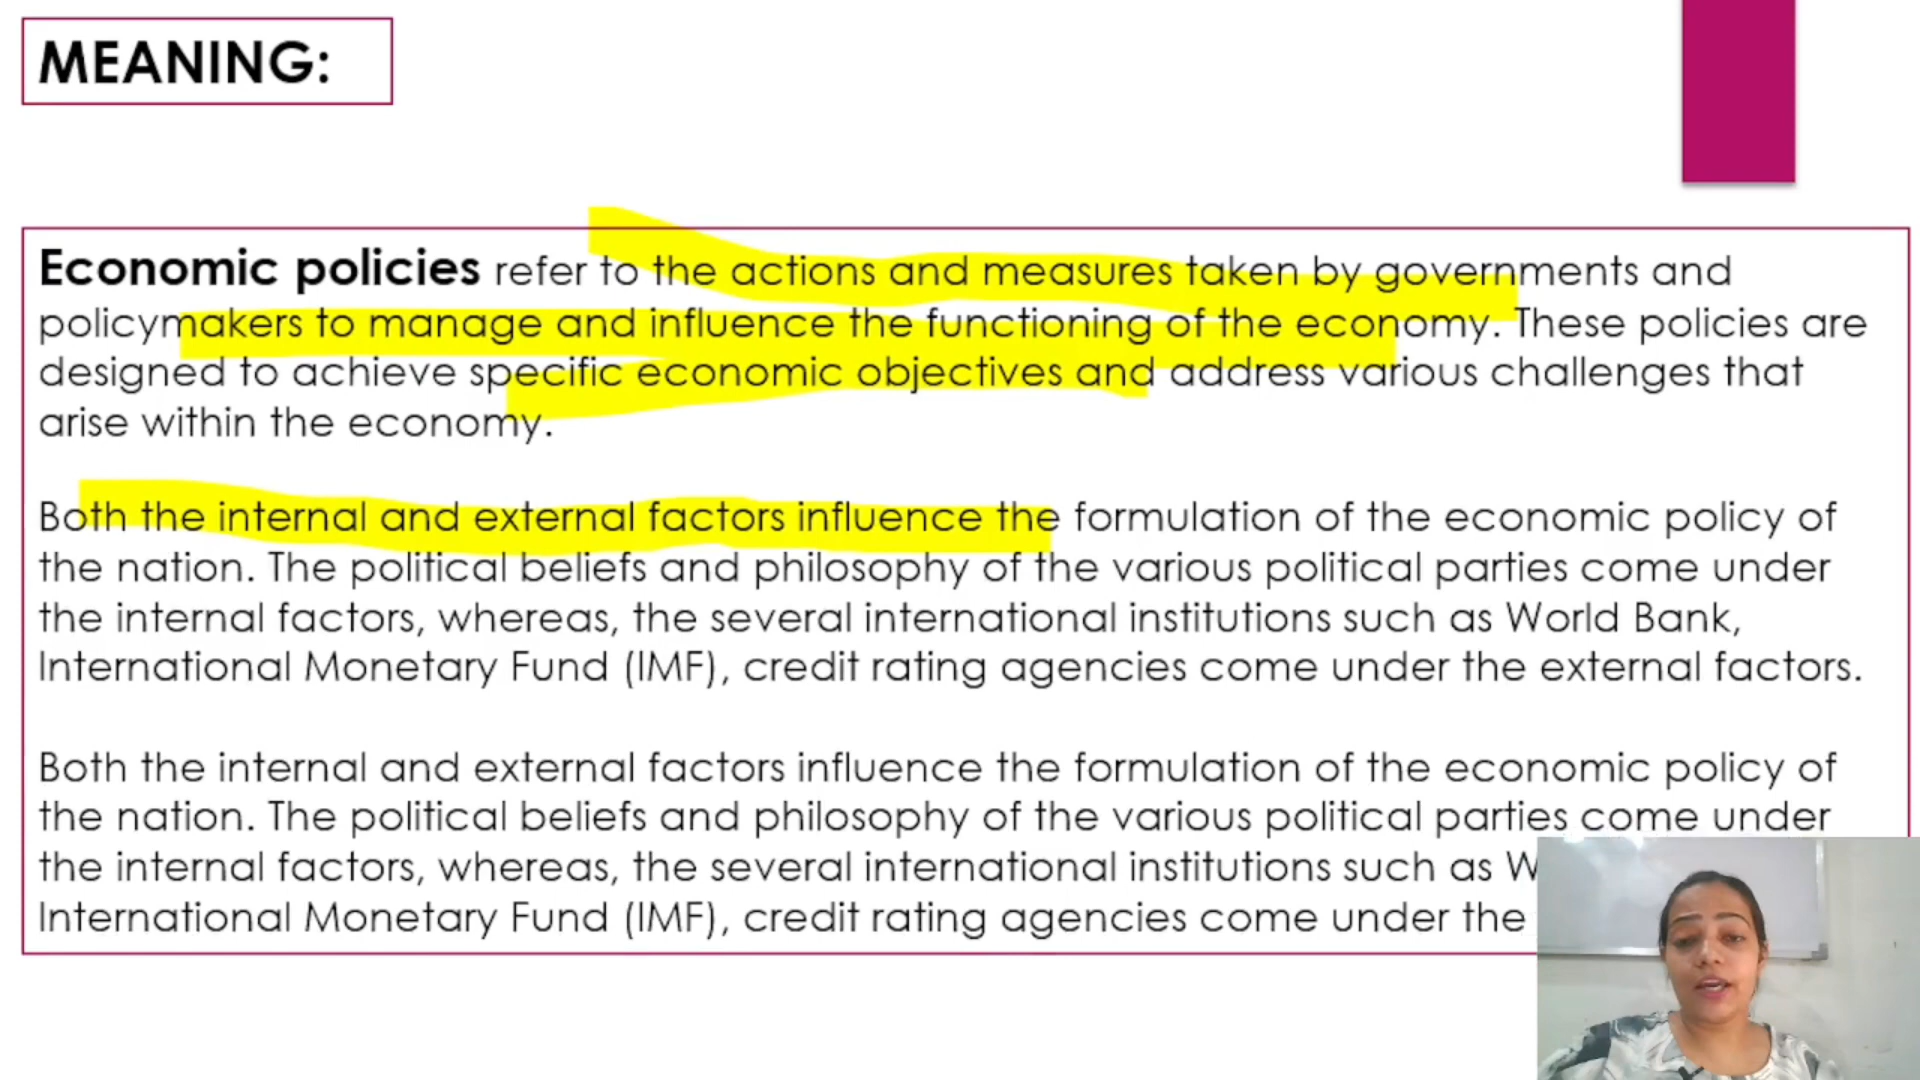 MEANING:
Economic policies refer to the actions and measures taken by governments and
policymakers to manage and influence the functioning of the economy. These policies are
designed to achieve specific economic objectives and address various challenges that
arise within the economy.
Both the internal and external factors influence the formulation of the economic policy of
the nation. The political beliefs and philosophy of the various political parties come under
the internal factors, whereas, the several international institutions such as World Bank,
International Monetary Fund (IMF), credit rating agencies come under the external factors.
Both the internal and external factors influence the formulation of the economic policy of
the nation. The political beliefs and philosophy of the various political parties come under
the internal factors, whereas, the several international institutions such as
International Monetary Fund (IMF), credit rating agencies come under the